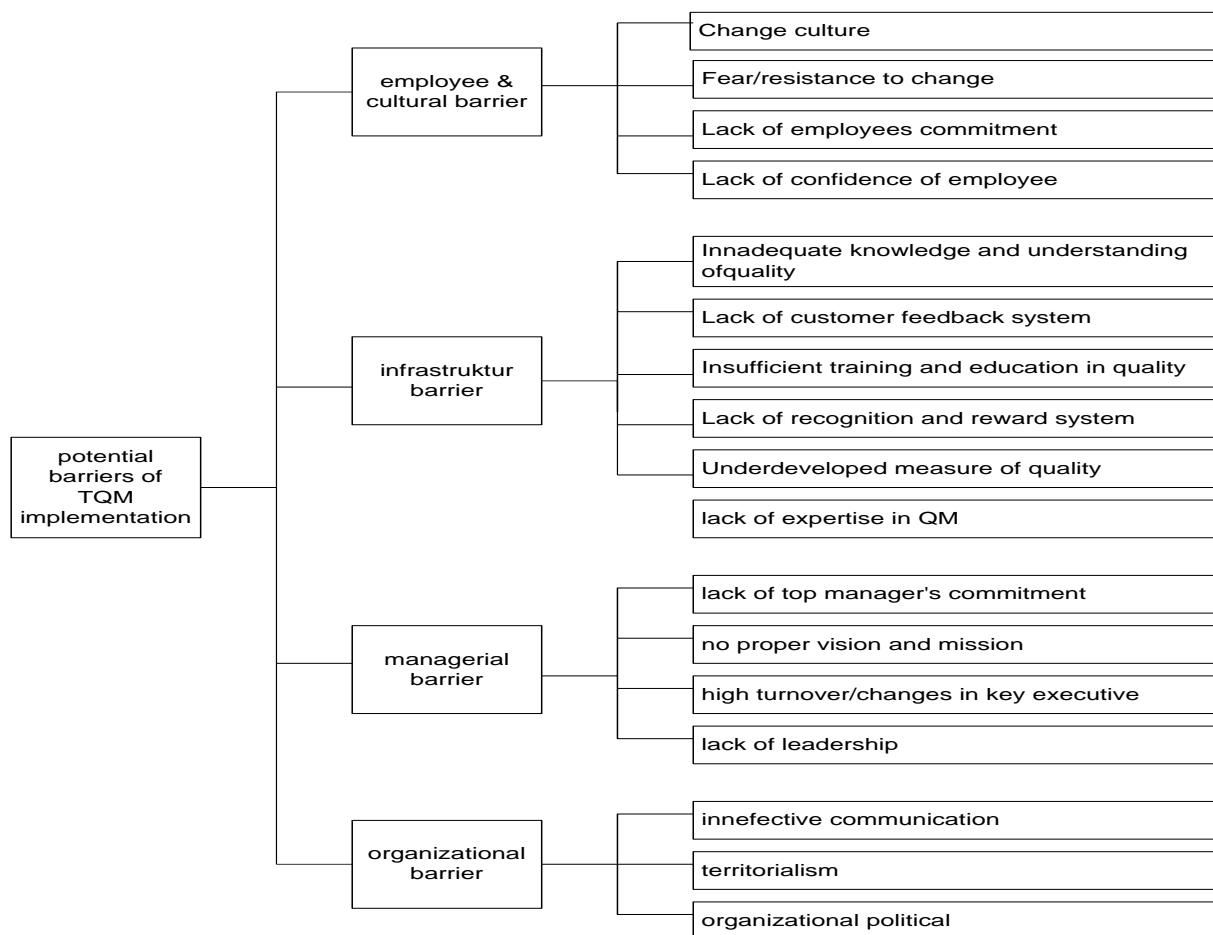 potential
barriers of
TQM
implementation
employee &
cultural barrier
Change culture
Fear/resistance to change
Lack of employees commitment
Lack of confidence of employee
infrastruktur
barrier
Innadequate knowledge and understanding
ofquality
Lack of customer feedback system
Insufficient training and education in quality
Lack of recognition and reward system
Underdeveloped measure of quality
lack of expertise in QM
managerial
barrier
lack of top manager's commitment
no proper vision and mission
high turnover/changes in key executive
lack of leadership
organizational
barrier
innefective communication
territorialism
organizational political